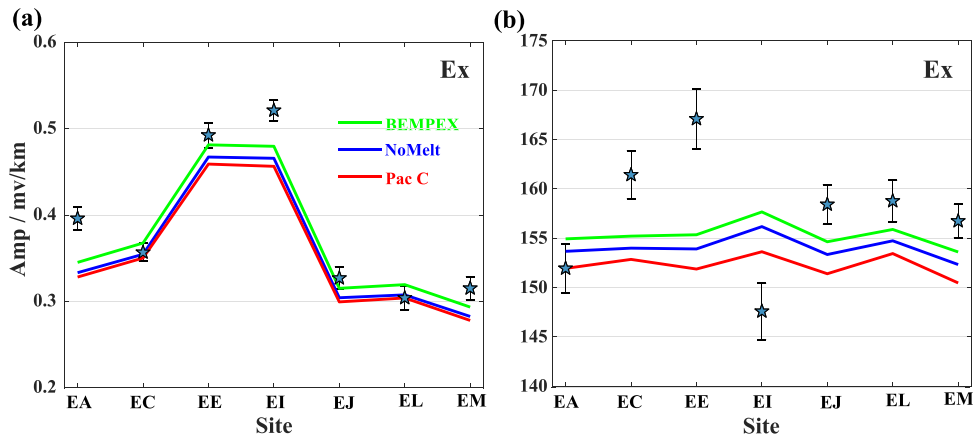 (a)
0.6
0.5
0.4
0.3
0.2
Amp / mv/km
Ex
BEMPEX
NoMelt
Pac C
EA EC EE EI EJ EL EM
Site
(b)
175
170
165
160
155
150
145
140
Ex
EA EC EE EI EJ EL EM
Site